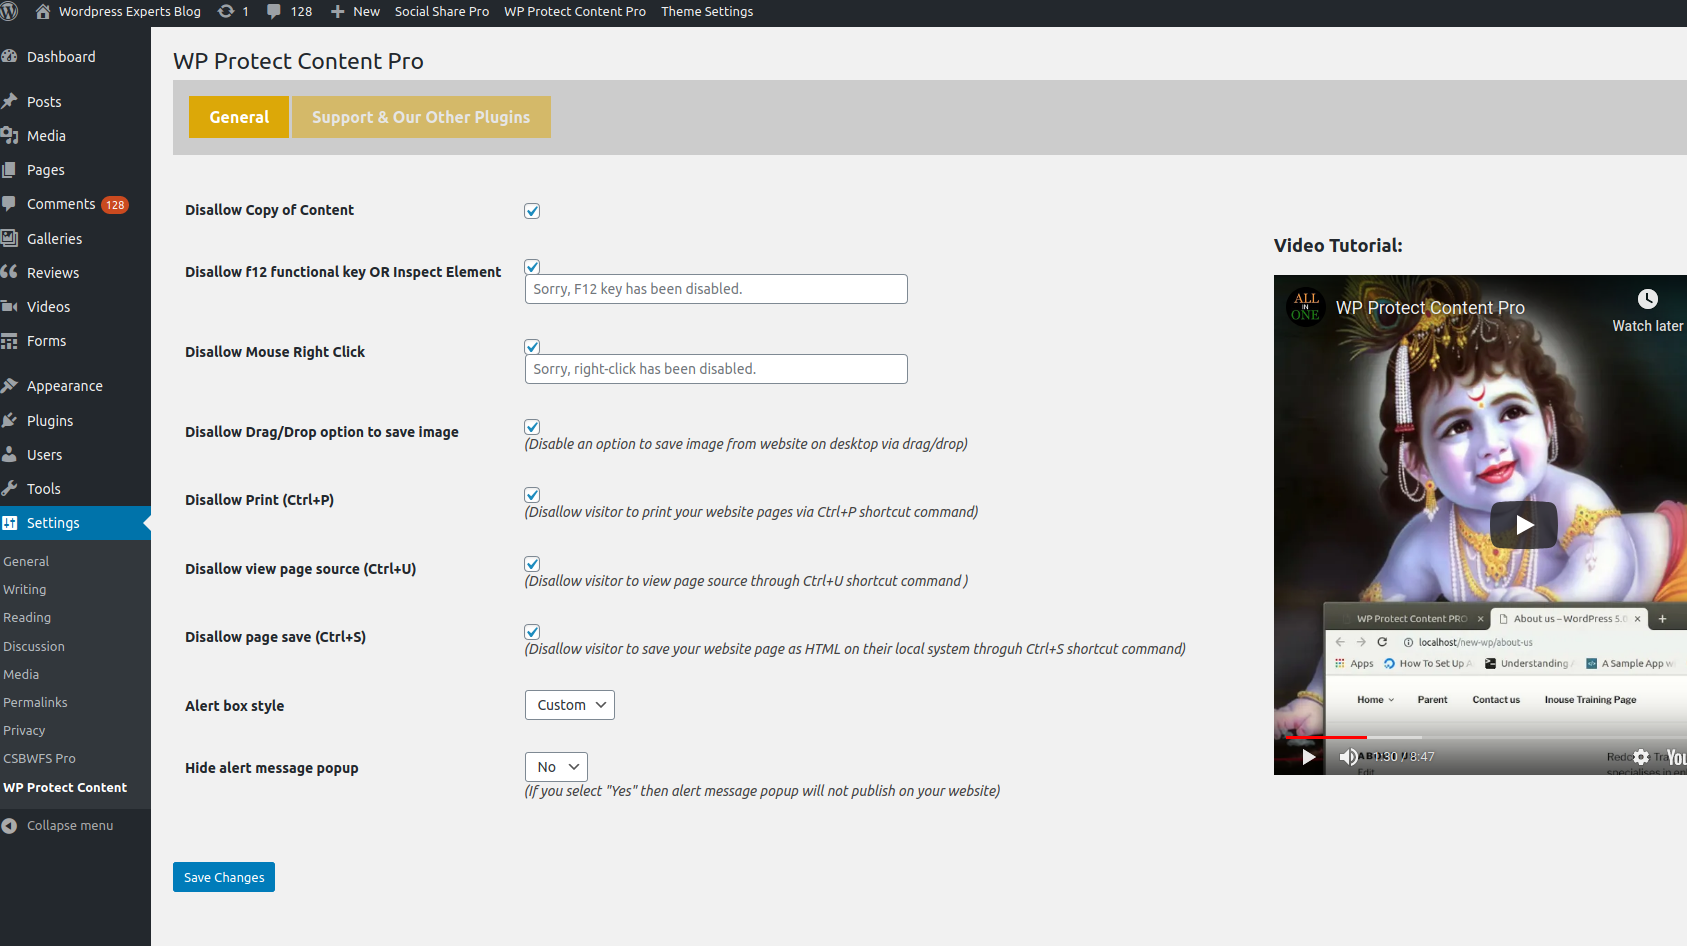 Wordpress Experts Blog 1 128 New Social Share Pro WP Protect Content Pro Theme Settings
Dashboard
Posts
Media
Pages
Comments 128
Galleries
Reviews
Videos
Forms
Appearance
Plugins
Users
Tools
Settings
General
Writing
Reading
Discussion
Media
Permalinks
Privacy
CSBWFS Pro
WP Protect Content
Collapse menu
WP Protect Content Pro
General Support & Our Other Plugins
Disallow Copy of Content
Disallow f12 functional key OR Inspect Element
Sorry, F12 key has been disabled.
Disallow Mouse Right Click
Sorry, right-click has been disabled.
Disallow Drag/Drop option to save image
(Disable an option to save image from website on desktop via drag/drop)
Disallow Print (Ctrl+P)
(Disallow visitor to print your website pages via Ctrl+P shortcut command)
Disallow view page source (Ctrl+U)
(Disallow visitor to view page source through Ctrl+U shortcut command )
Disallow page save (Ctrl+S)
(Disallow visitor to save your website page as HTML on their local system throguh Ctrl+S shortcut command)
Alert box style
Custom
Hide alert message popup
No
(If you select "Yes" then alert message popup will not publish on your website)
Save Changes
Video Tutorial:
ALL
IN
ONE
WP Protect Content Pro
Watch later
WP Protect Content PRO About us – WordPress 5.
localhost/new-wp/about-us
Apps How To Set Up Understanding A Sample App
Home Parent Contact us Inouse Training Page
1:30 / 8:47
Edit
specialises in